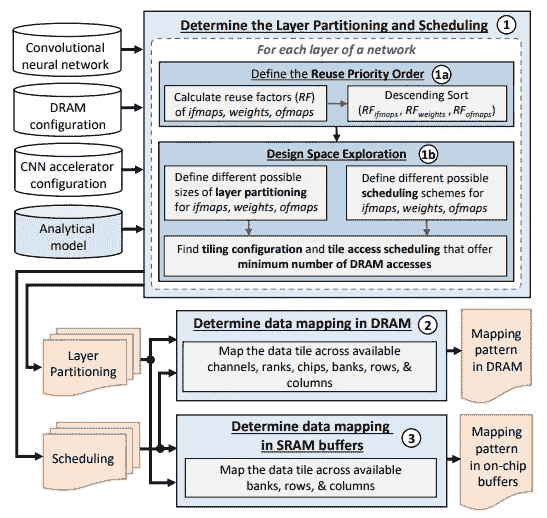 Determine the Layer Partitioning and Scheduling 1
Convolutional
neural network
DRAM
configuration
CNN accelerator
configuration
Analytical
model
For each layer of a network
Define the Reuse Priority Order 1a
Calculate reuse factors (RF)
of ifmaps, weights, ofmaps
Descending Sort
(RFifmaps , RFweights , RFofmaps)
Design Space Exploration 1b
Define different possible
sizes of layer partitioning
for ifmaps, weights, ofmaps
Define different possible
scheduling schemes for
ifmaps, weights, ofmaps
Find tiling configuration and tile access scheduling that offer
minimum number of DRAM accesses
Layer
Partitioning
Scheduling
Determine data mapping in DRAM 2
Map the data tile across available
channels, ranks, chips, banks, rows, &
columns
Mapping
pattern
in DRAM
Determine data mapping
in SRAM buffers 3
Map the data tile across available
banks, rows, & columns
Mapping
pattern
in on-chip
buffers